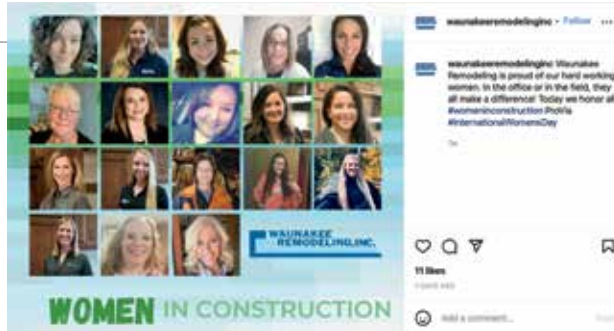 WAUNAKEE
REMODELING, INC.
WOMEN IN CONSTRUCTION
waunakeeremodelinginc • Follow
waunakeeremodelinginc Waunakee
Remodeling is proud of our hard working
women. In the office or in the field, they
all make a difference! Today we honor al
#womeninconstruction ProVia
#InternationalWomensDay
11 likes
Add a comment...